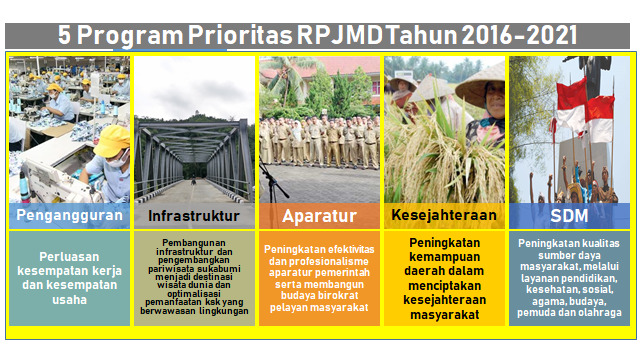 5 Program Prioritas RPJMD Tahun 2016-2021
Pengangguran
Infrastruktur
Aparatur
Kesejahteraan
SDM
Perluasan
kesempatan kerja
dan kesempatan
usaha
Pembangunan
infrastruktur dan
pengembangkan
pariwisata sukabumi
menjadi destinasi
wisata dunia dan
optimalisasi
pemanfaatan ksk yang
berwawasan lingkungan
Peningkatan efektivitas
dan profesionalisme
aparatur pemerintah
serta membangun
budaya birokrat
pelayan masyarakat
Peningkatan
kemampuan
daerah dalam
menciptakan
kesejahteraan
masyarakat
Peningkatan kualitas
sumber daya
masyarakat, melalui
layanan pendidikan,
kesehatan, sosial,
agama, budaya,
pemuda dan olahraga